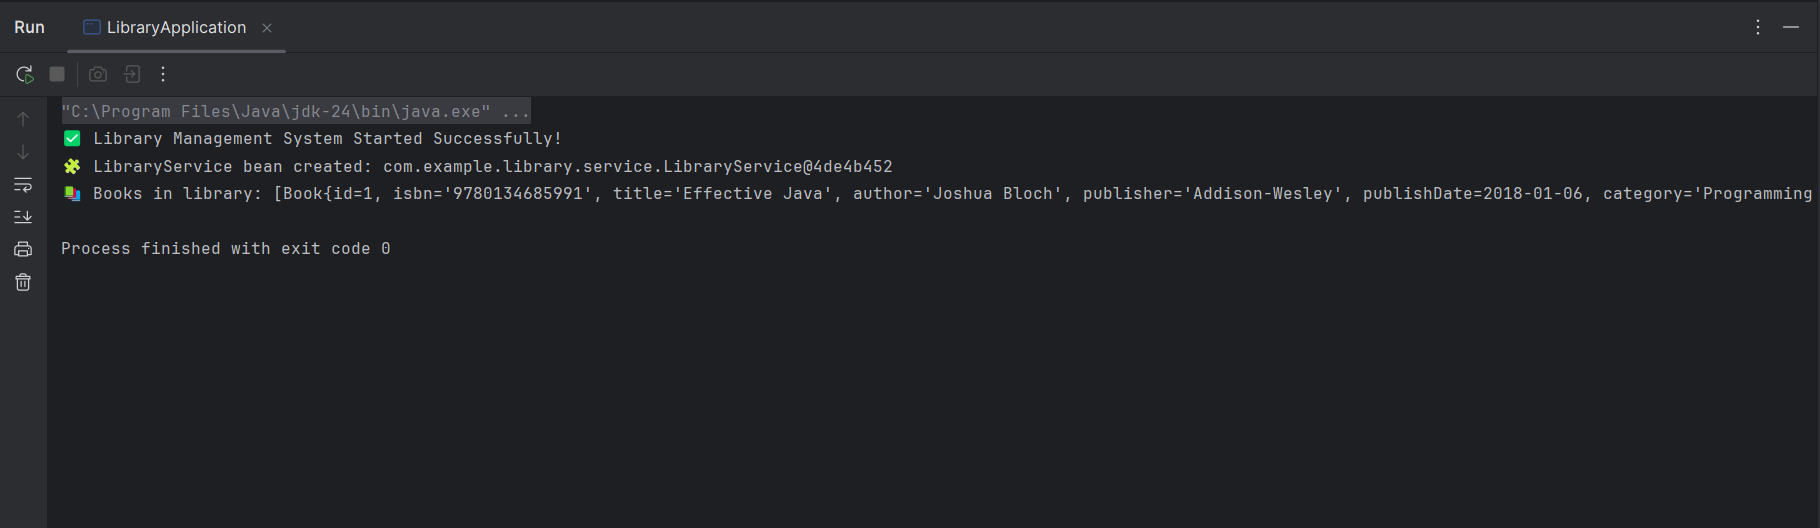 Run
LibraryApplication
"C:\Program Files\Java\jdk-24\bin\java.exe" ...
✅ Library Management System Started Successfully!
🧩 LibraryService bean created: com.example.library.service.LibraryService@4de4b452
📚 Books in library: [Book{id=1, isbn='9780134685991', title='Effective Java', author='Joshua Bloch', publisher='Addison-Wesley', publishDate=2018-01-06, category='Programming
Process finished with exit code 0